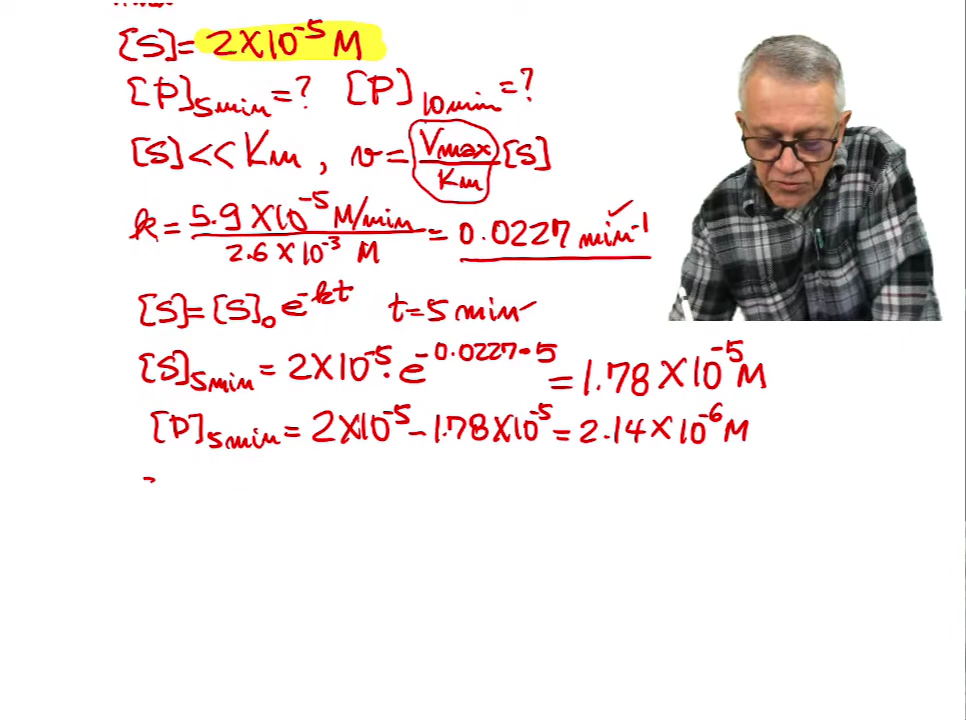 [S]= 2X10⁻⁵ M
[P]₅min=? [P]₁₀min=?
[S]<< Km , v= Vmax/Km [S]
k= 5.9 X10⁻⁵ M/min / 2.6 X 10⁻³ M = 0.0227 min⁻¹
[S]=[S]₀ e⁻ᵏᵗ t=5 min
[S]₅min = 2X10⁻⁵·e^-0.0227•5 = 1.78 X 10⁻⁵ M
[P]₅min= 2X10⁻⁵-1.78X10⁻⁵= 2.14 X 10⁻⁶ M